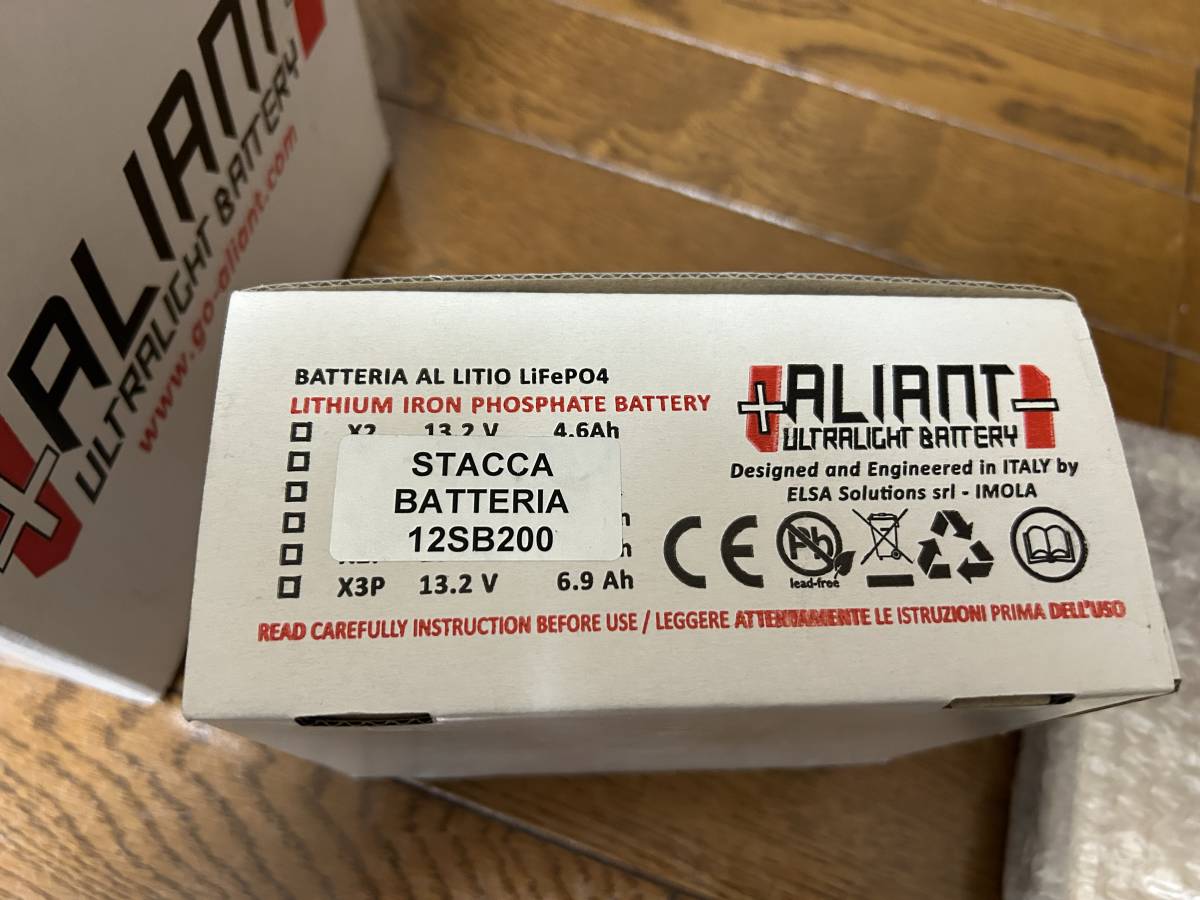 ALIANT
ULTRALIGHT BATTERY
www.go-aliant.com
BATTERIA AL LITIO LiFePO4
LITHIUM IRON PHOSPHATE BATTERY
X2 13.2 V 4.6Ah
STACCA
BATTERIA
12SB200
X3P 13.2 V 6.9 Ah
+ALIANT-
ULTRALIGHT BATTERY
Designed and Engineered in ITALY by
ELSA Solutions srl - IMOLA
CE
Pb
lead-free
READ CAREFULLY INSTRUCTION BEFORE USE / LEGGERE ATTENTAMENTE LE ISTRUZIONI PRIMA DELL'USO